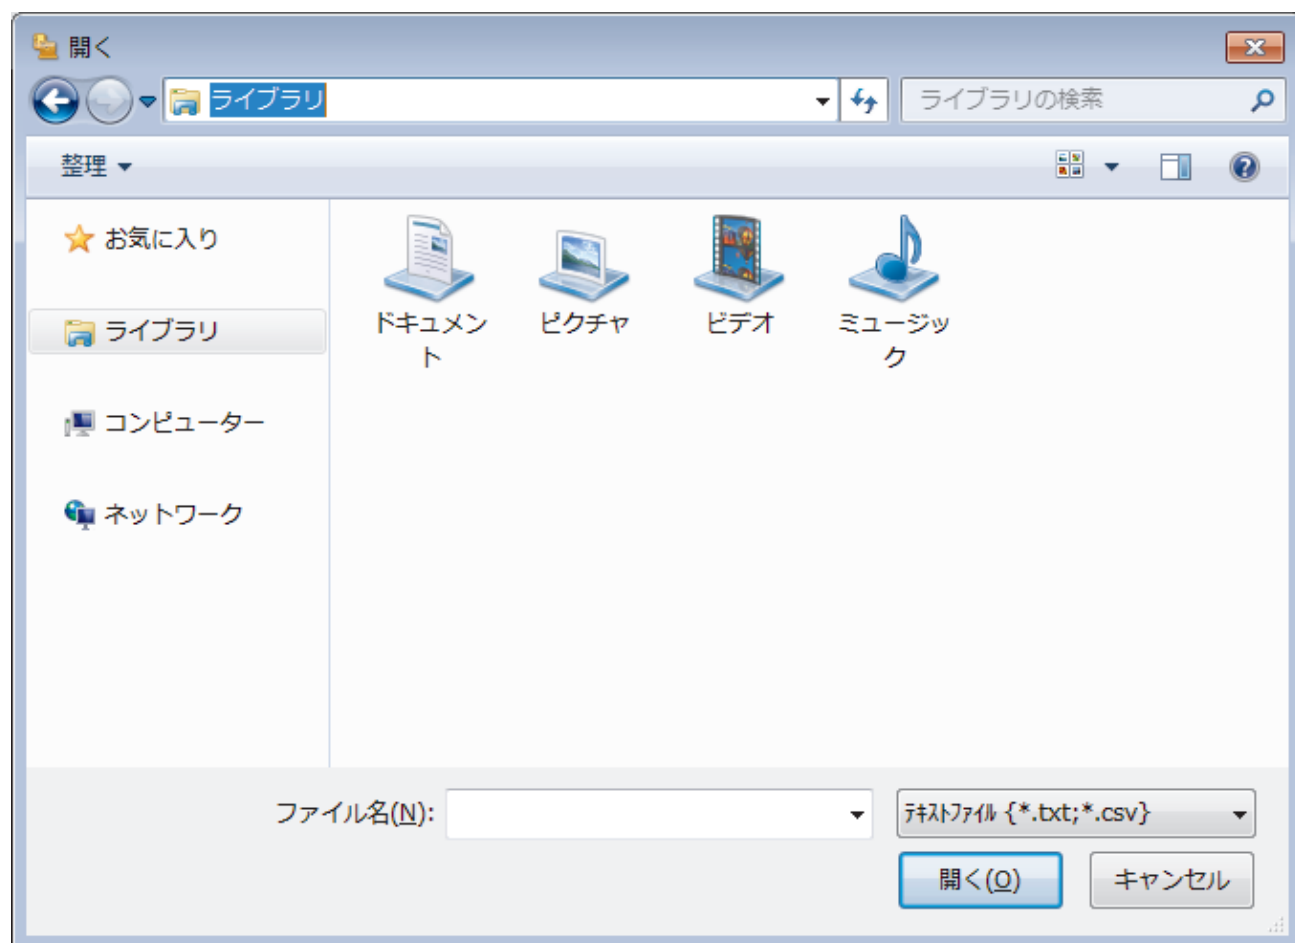 開く
ライブラリ
ライブラリの検索
整理
お気に入り
ライブラリ
コンピューター
ネットワーク
ドキュメン
ト
ピクチャ
ビデオ
ミュージッ
ク
ファイル名(N):
ﾃｷｽﾄﾌｧｲﾙ {*.txt;*.csv}
開く(O)
キャンセル